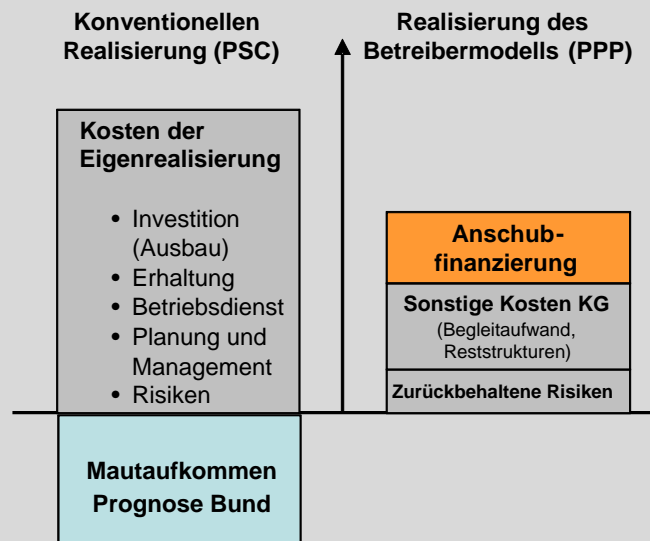 Konventionellen
Realisierung (PSC)
Kosten der
Eigenrealisierung
• Investition
(Ausbau)
• Erhaltung
• Betriebsdienst
• Planung und
Management
• Risiken
Mautaufkommen
Prognose Bund
Realisierung des
Betreibermodells (PPP)
Anschub-
finanzierung
Sonstige Kosten KG
(Begleitaufwand,
Reststrukturen)
Zurückbehaltene Risiken